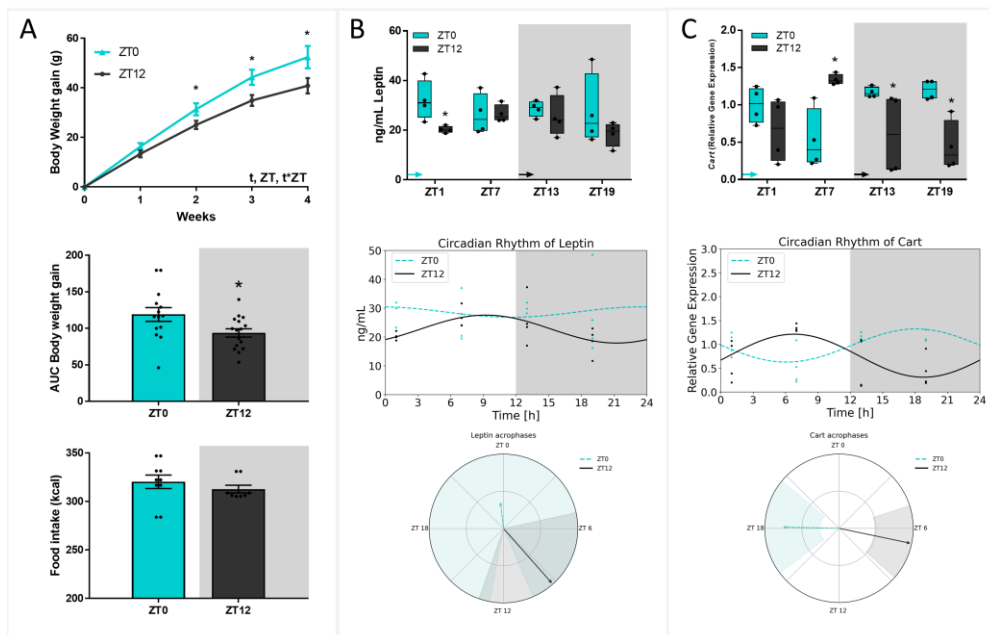 A
ZT0
ZT12
Body Weight gain (g)
60
40
20
0
*
*
*
t, ZT, t*ZT
0 1 2 3 4
Weeks
AUC Body weight gain
200
150
100
50
0
*
ZT0 ZT12
Food intake (kcal)
350
300
250
200
ZT0 ZT12
B
ZT0
ZT12
ng/mL Leptin
60
40
20
0
*
ZT1 ZT7 ZT13 ZT19
Circadian Rhythm of Leptin
ZT0
ZT12
ng/mL
50
40
30
20
10
0
0 3 6 9 12 15 18 21 24
Time [h]
Leptin acrophases
ZT 0
ZT0
ZT12
ZT 18
ZT 6
ZT 12
C
ZT0
ZT12
Cart (Relative Gene Expression)
2.0
1.5
1.0
0.5
0.0
*
*
*
ZT1 ZT7 ZT13 ZT19
Circadian Rhythm of Cart
ZT0
ZT12
Relative Gene Expression
3.0
2.5
2.0
1.5
1.0
0.5
0.0
0 3 6 9 12 15 18 21 24
Time [h]
Cart acrophases
ZT 0
ZT0
ZT12
ZT 18
ZT 6
ZT 12